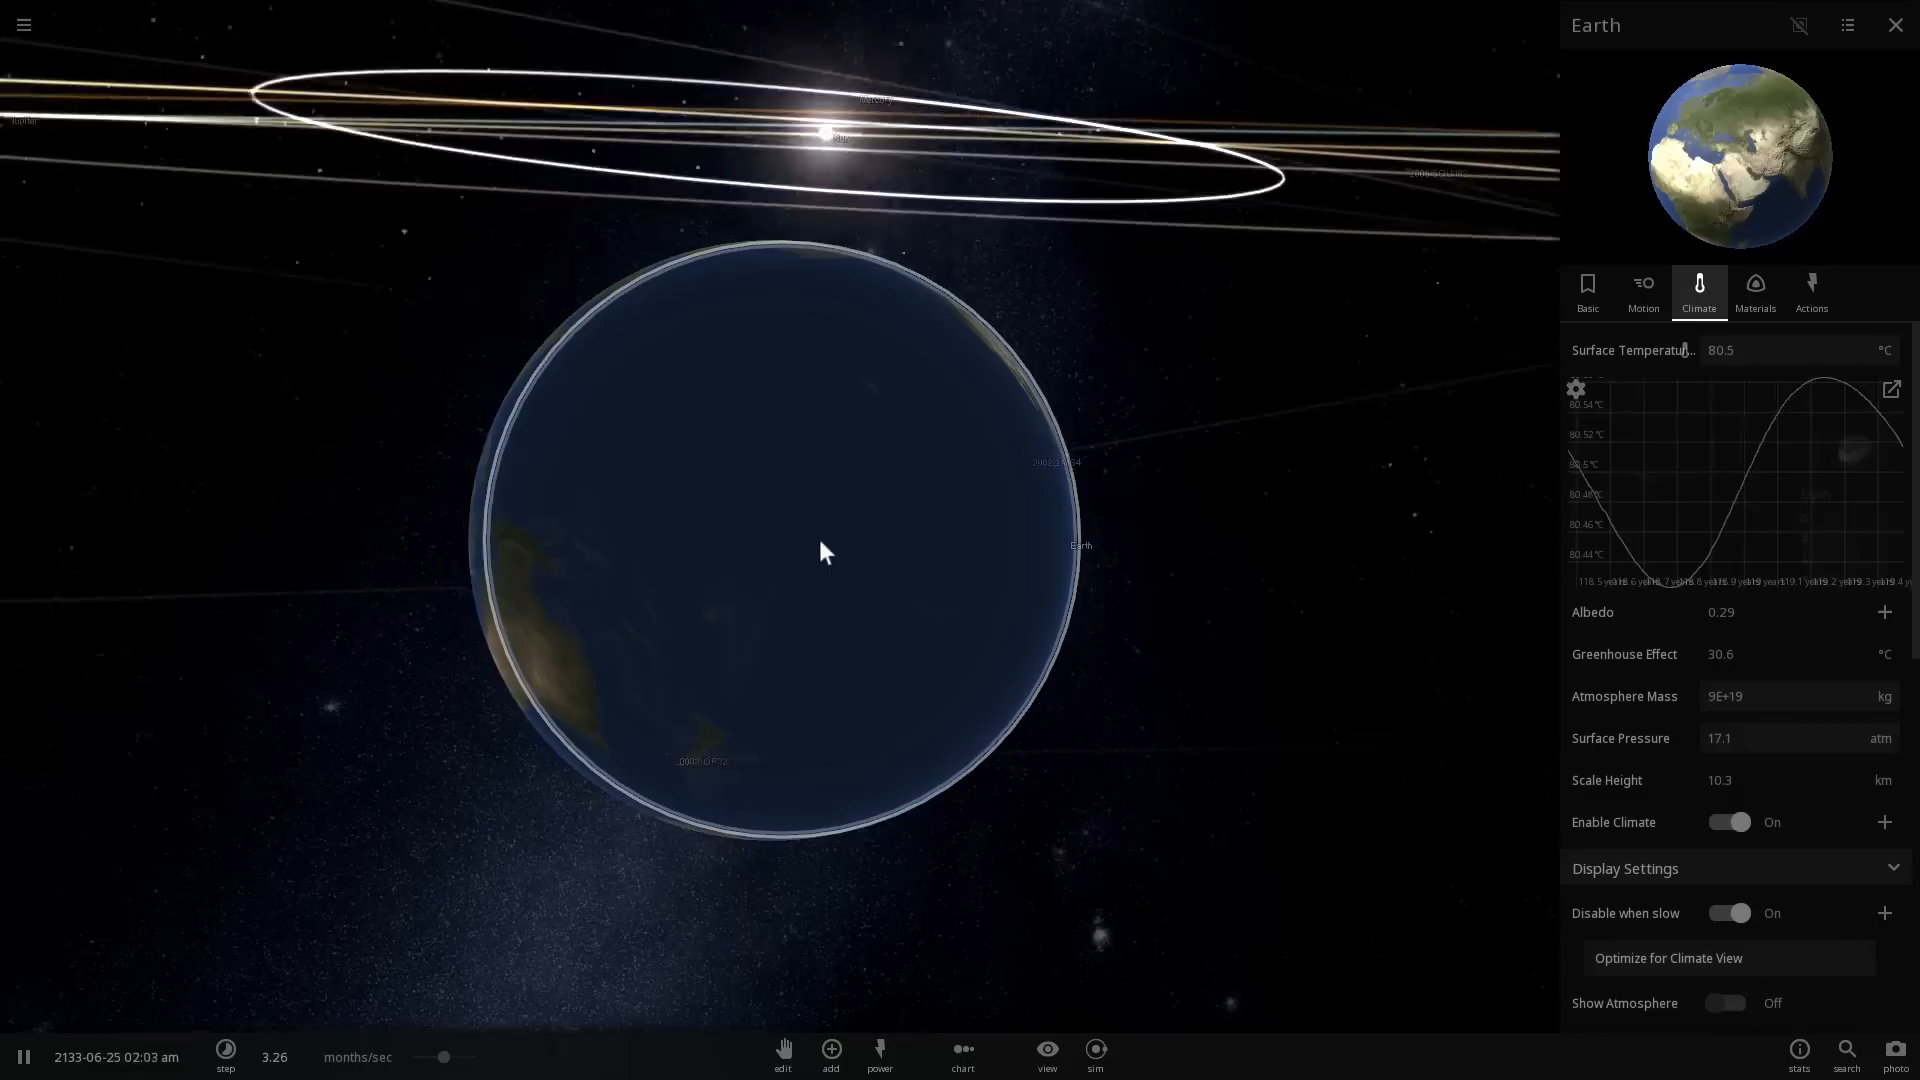 Earth
Basic
Motion
Climate
Materials
Actions
Surface Temperatur... 80.5 °C
80.54°C
80.52 °C
80.5°C
80.48°C
80.46 °C
80.44°C
Albedo 0.29
Greenhouse Effect 30.6 °C
Atmosphere Mass 9E+19 kg
Surface Pressure 17.1 atm
Scale Height 10.3 km
Enable Climate On
Display Settings
Disable when slow On
Optimize for Climate View
Show Atmosphere Off
Mercury
Sun
Jupiter
Earth
2133-06-25 02:03 am
step
3.26 months/sec
edit
add
power
chart
view
sim
stats
search
photo